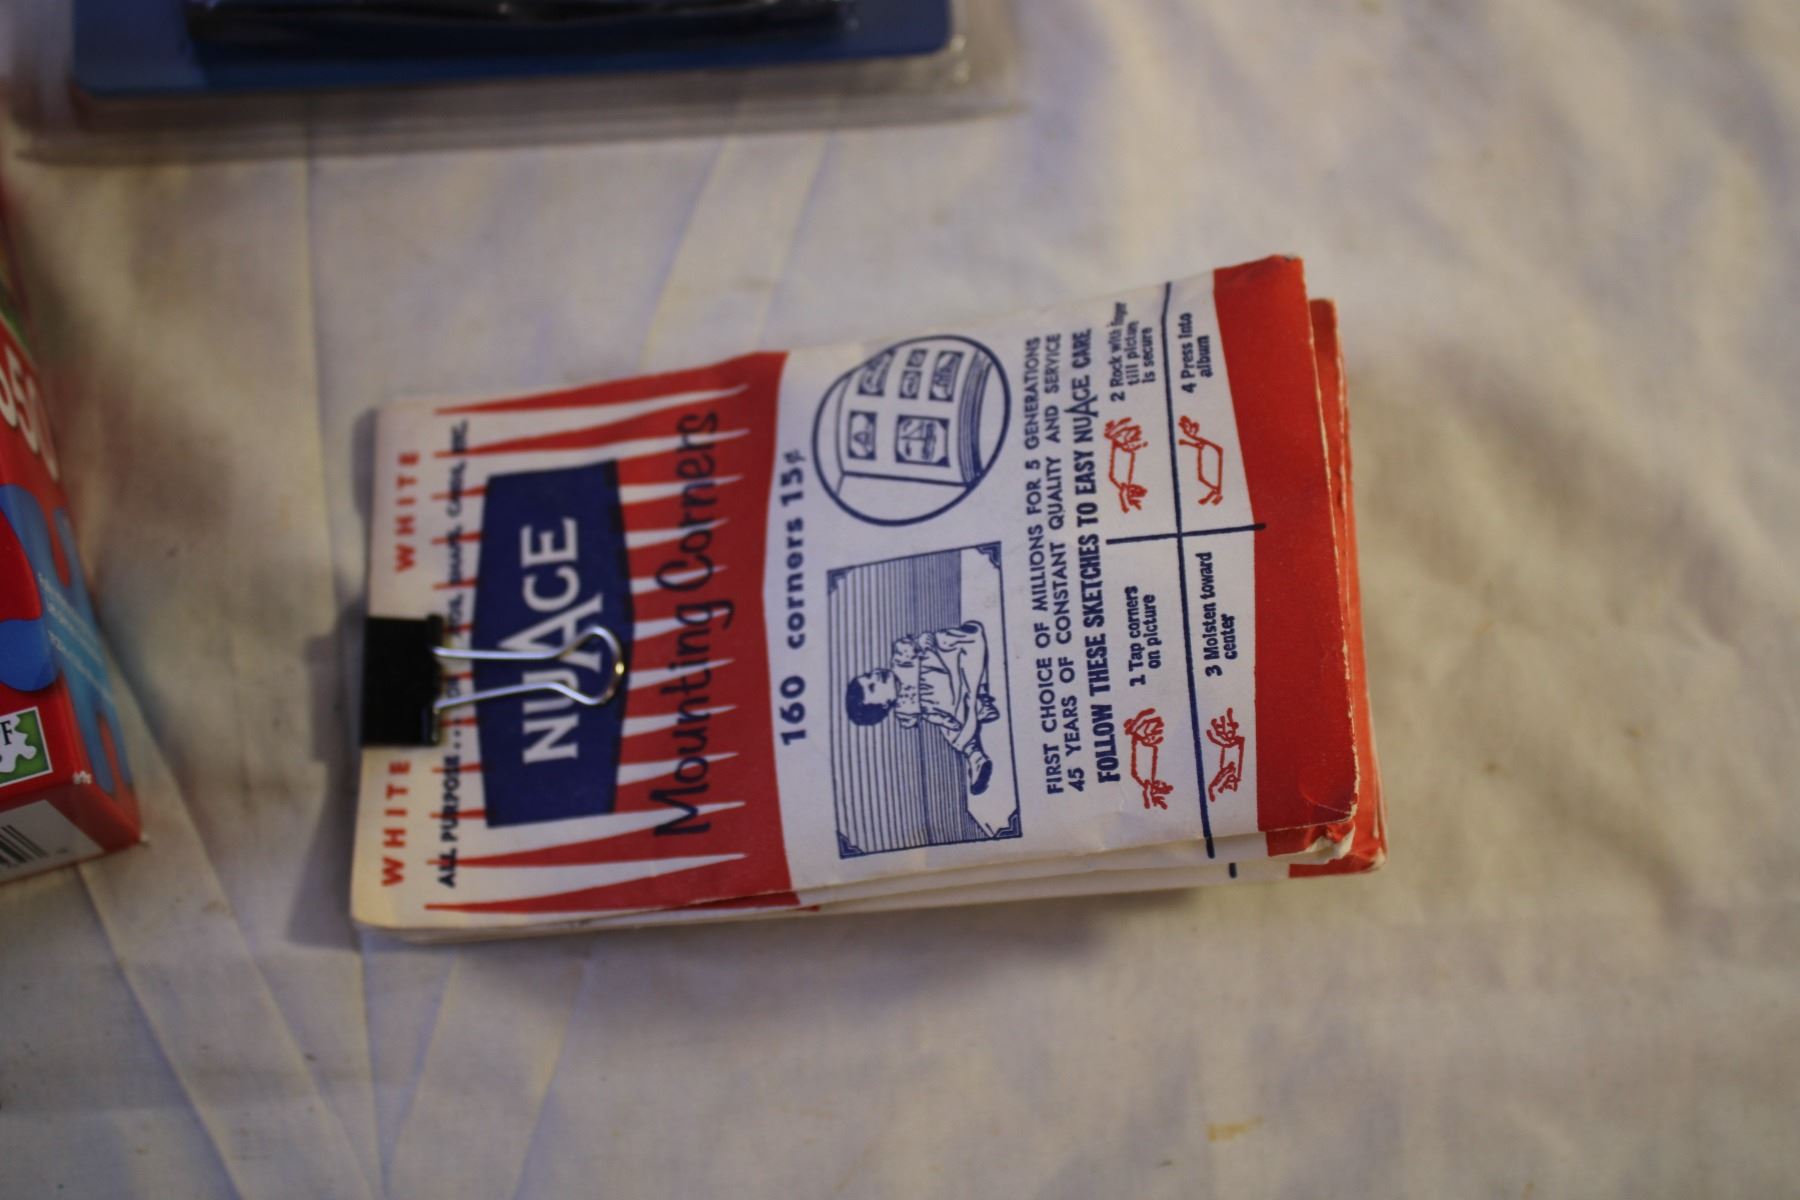 WHITE WHITE
ALL PURPOSE...
NUACE
Mounting Corners
160 corners 15¢
FIRST CHOICE OF MILLIONS FOR 5 GENERATIONS
45 YEARS OF CONSTANT QUALITY AND SERVICE
FOLLOW THESE SKETCHES TO EASY NUACE CARE
1 Tap corners
on picture
2 Rock with finger
till picture
is secure
3 Moisten toward
center
4 Press into
album